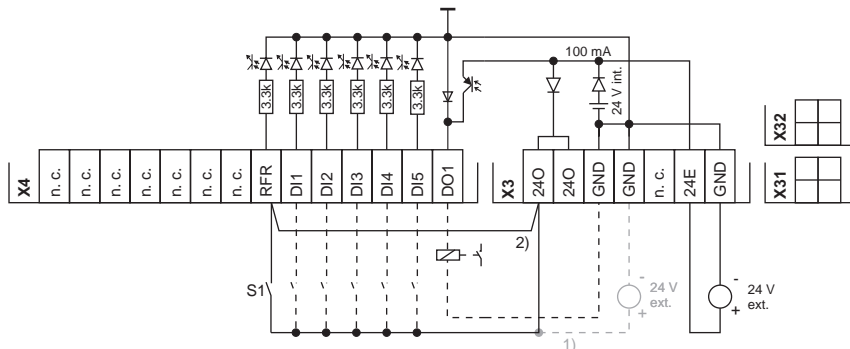 100 mA
3.3k
3.3k
3.3k
3.3k
3.3k
3.3k
24 V int.
X32
X4
n. c.
n. c.
n. c.
n. c.
n. c.
n. c.
n. c.
RFR
DI1
DI2
DI3
DI4
DI5
DO1
X3
24O
24O
GND
GND
n. c.
24E
GND
X31
2)
S1
-
24 V
ext.
+
-
24 V
ext.
+
1)